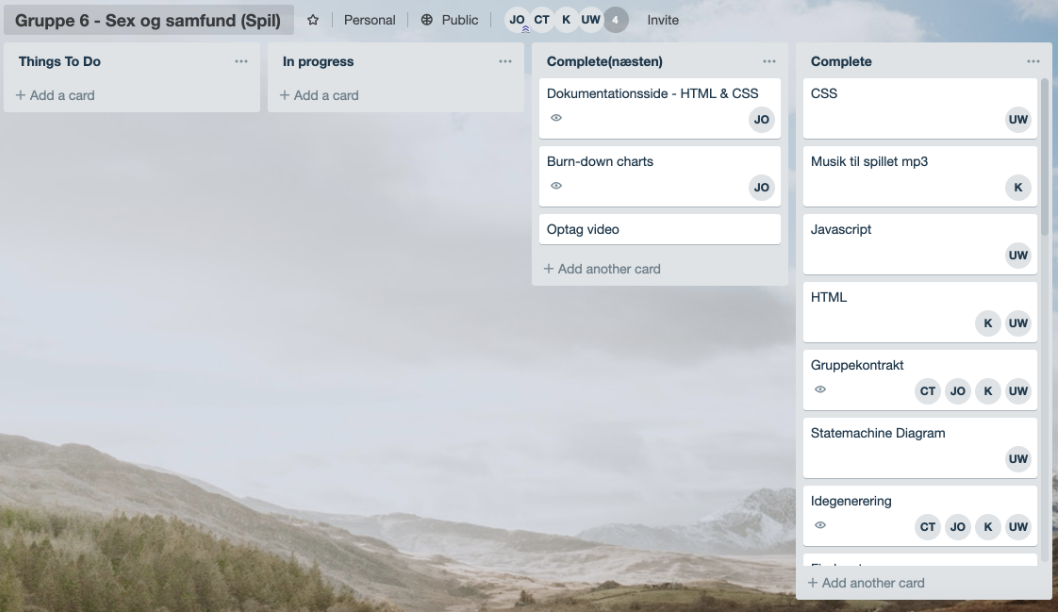 Gruppe 6 - Sex og samfund (Spil)
Personal
Public
JO CT K UW 4
Invite
Things To Do
+ Add a card
In progress
+ Add a card
Complete(næsten)
Dokumentationsside - HTML & CSS
JO
Burn-down charts
JO
Optag video
+ Add another card
Complete
CSS
UW
Musik til spillet mp3
K
Javascript
UW
HTML
K UW
Gruppekontrakt
CT JO K UW
Statemachine Diagram
UW
Idegenerering
CT JO K UW
+ Add another card